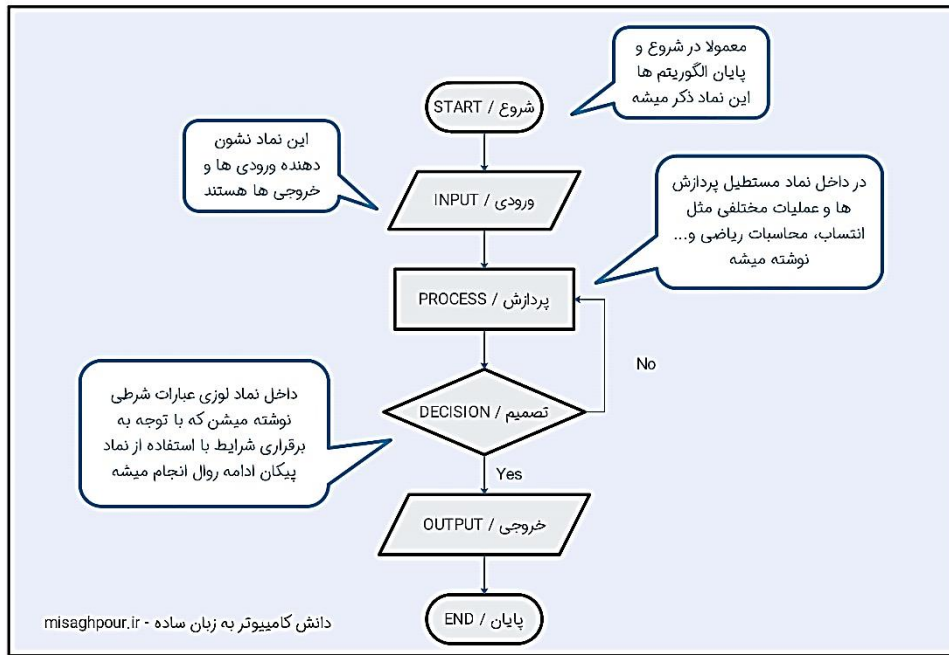 معمولا در شروع و
پایان الگوریتم ها
این نماد ذکر میشه
START / شروع
این نماد نشون
دهنده ورودی ها و
خروجی ها هستند
INPUT / ورودی
در داخل نماد مستطیل پردازش
ها و عملیات مختلفی مثل
انتساب، محاسبات ریاضی و...
نوشته میشه
PROCESS / پردازش
No
داخل نماد لوزی عبارات شرطی
نوشته میشن که با توجه به
برقراری شرایط با استفاده از نماد
پیکان ادامه روال انجام میشه
DECISION / تصمیم
Yes
OUTPUT / خروجی
END / پایان
دانش کامپیوتر به زبان ساده - misaghpour.ir